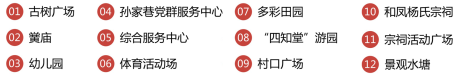 01 古树广场
02 黉庙
03 幼儿园
04 孙家巷党群服务中心
05 综合服务中心
06 体育活动场
07 多彩田园
08 “四知堂”游园
09 村口广场
10 和凤杨氏宗祠
11 宗祠活动广场
12 景观水塘